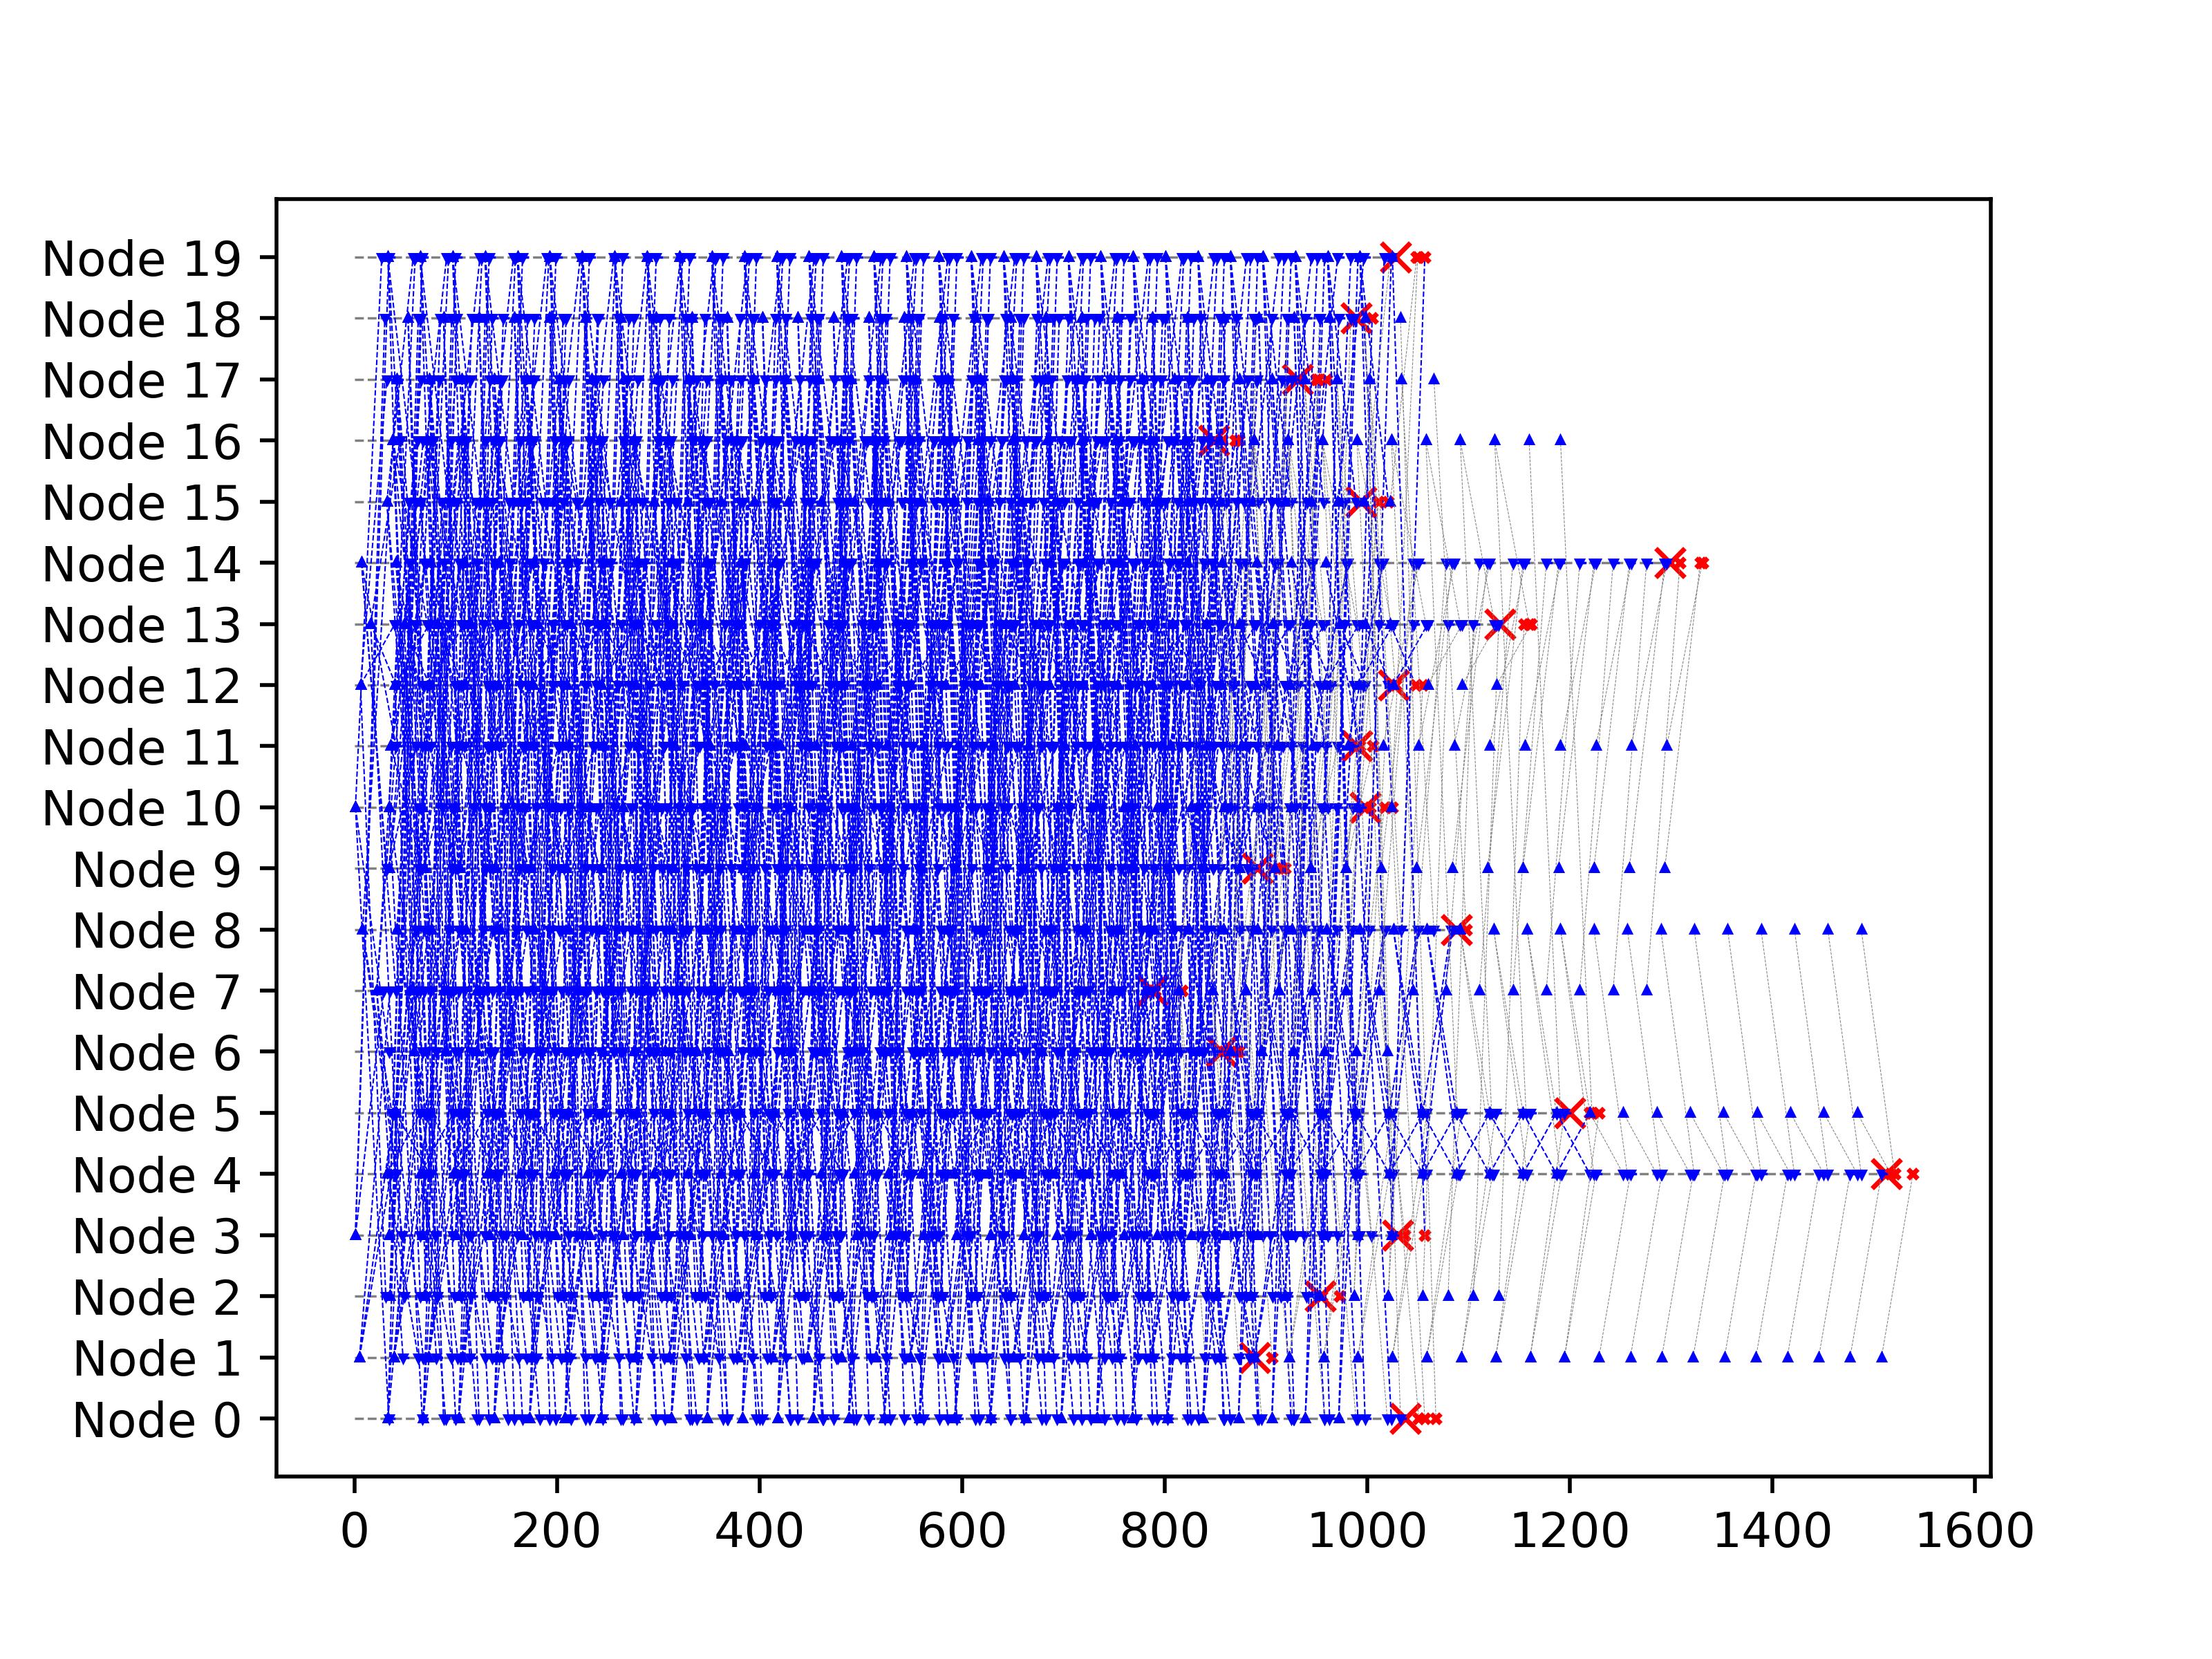 Node 19
Node 18
Node 17
Node 16
Node 15
Node 14
Node 13
Node 12
Node 11
Node 10
Node 9
Node 8
Node 7
Node 6
Node 5
Node 4
Node 3
Node 2
Node 1
Node 0
0 200 400 600 800 1000 1200 1400 1600